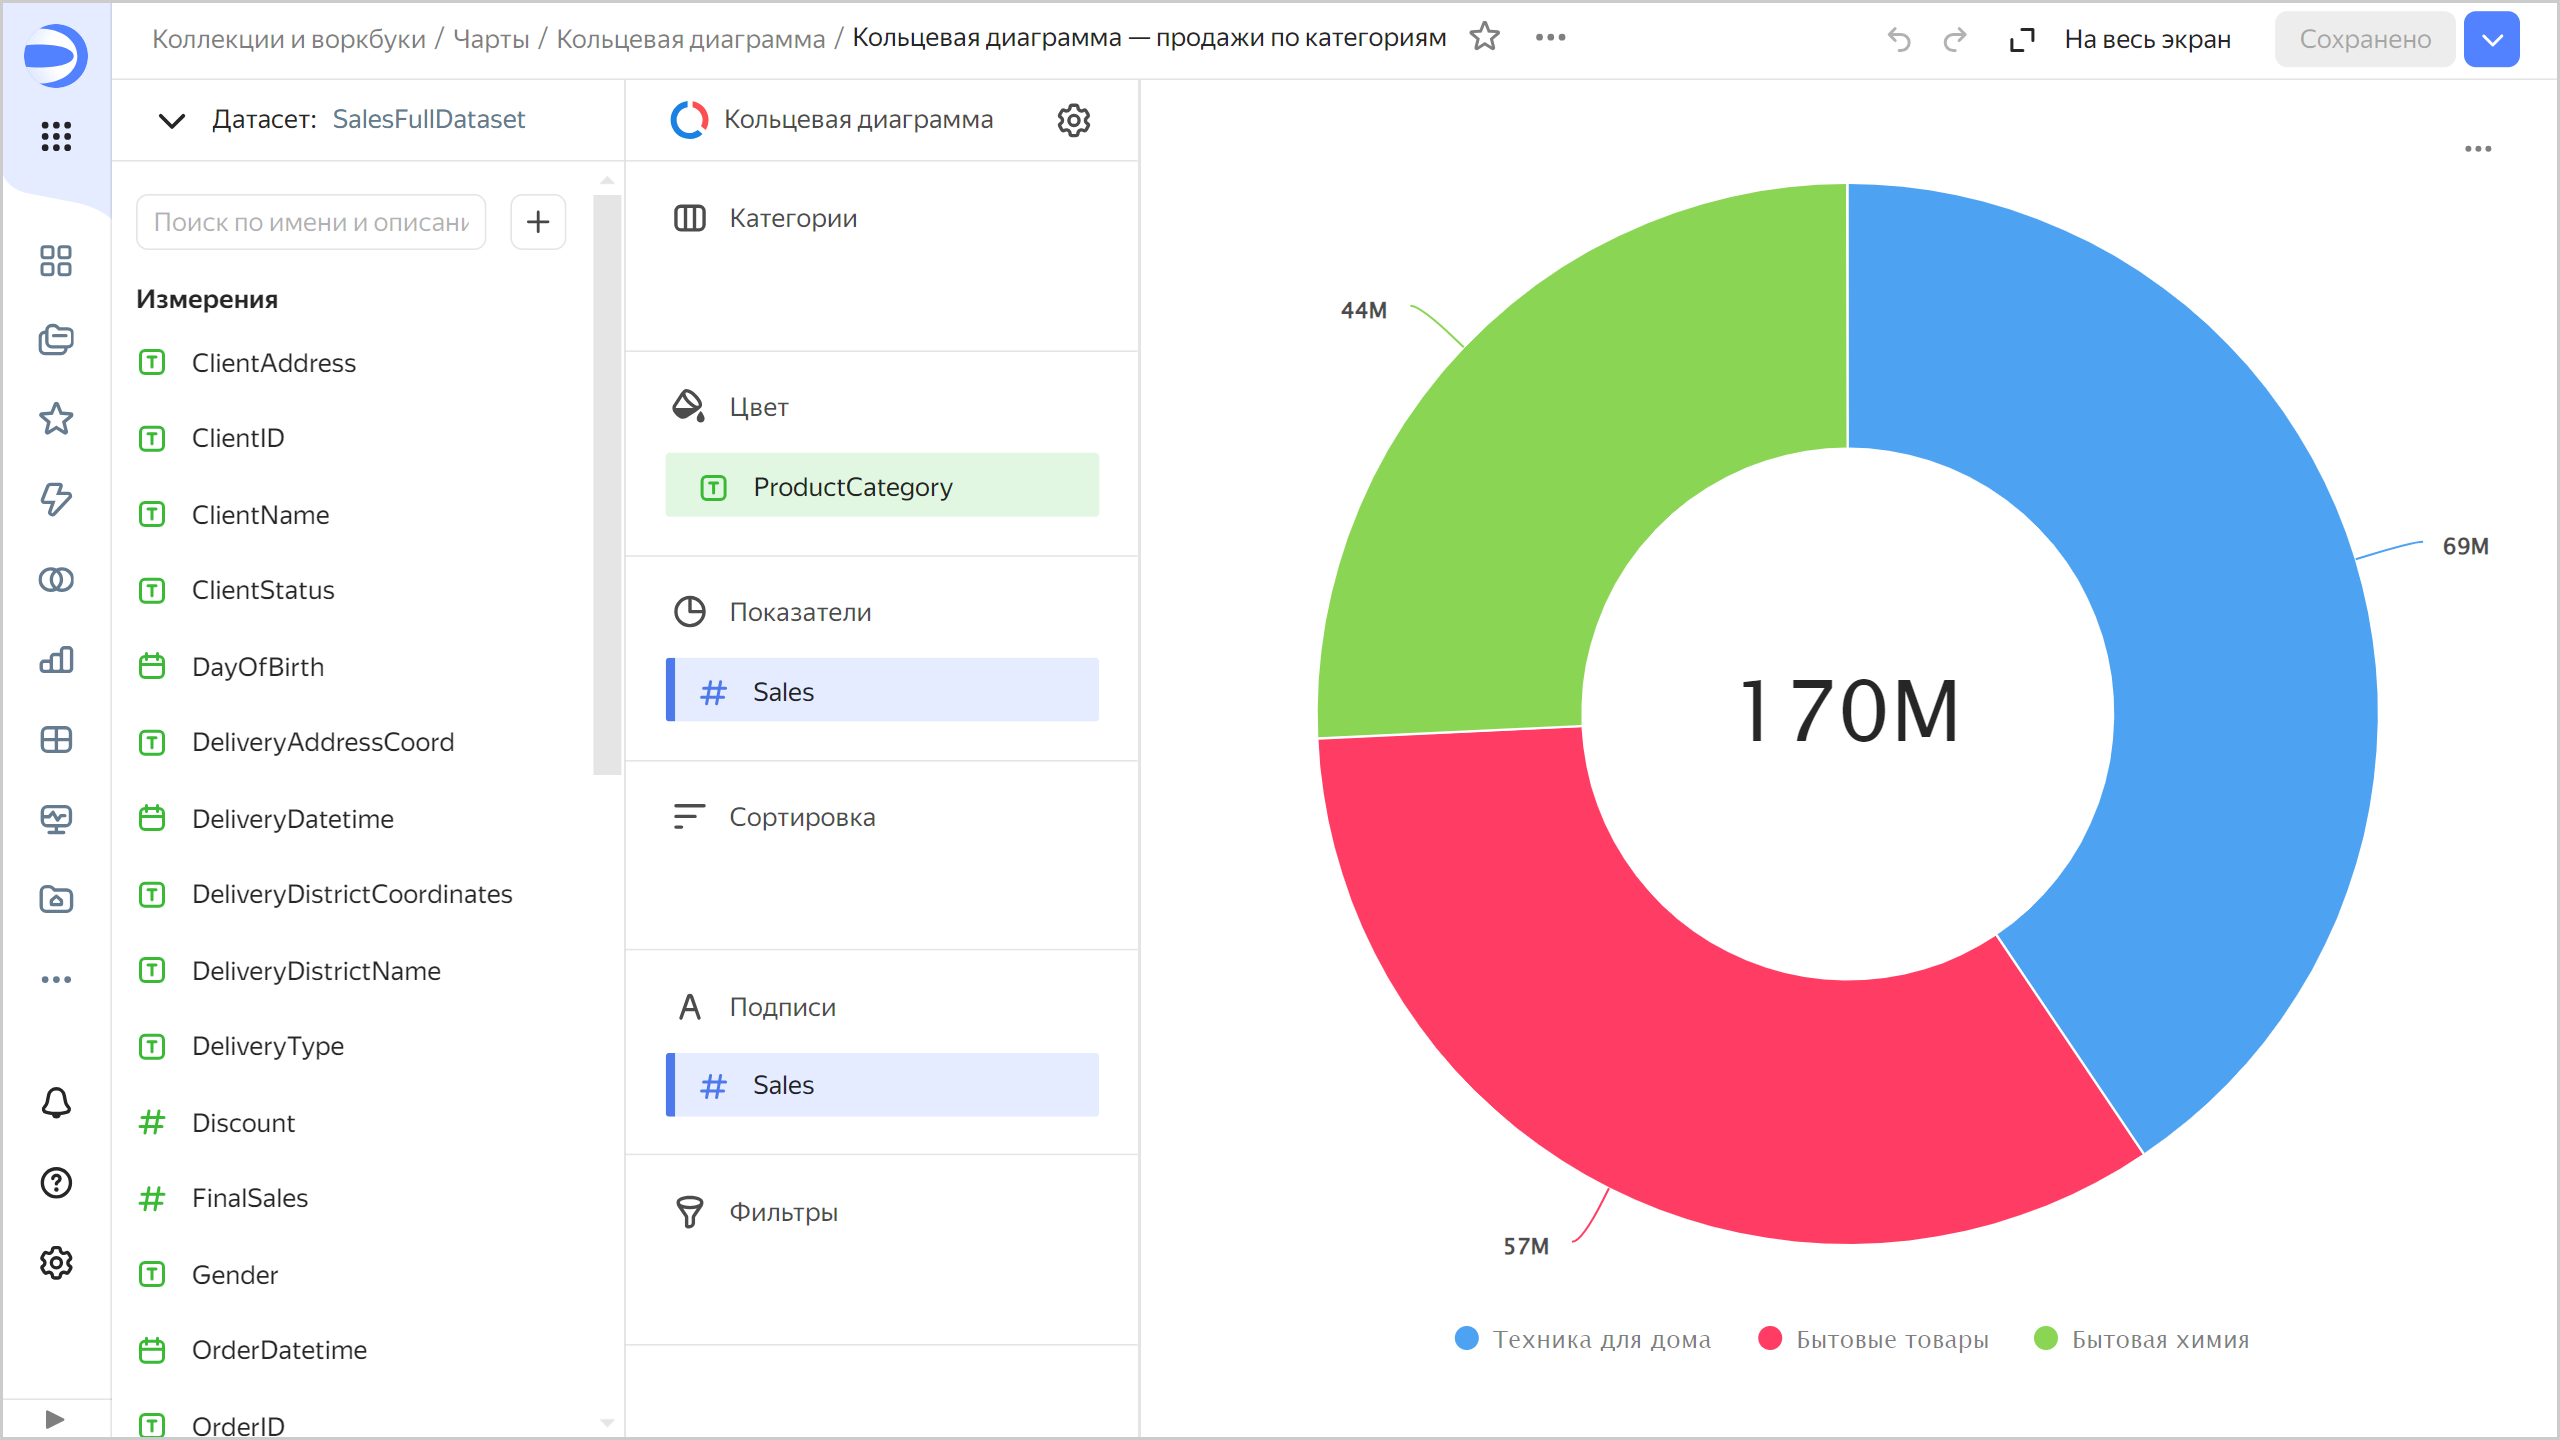 Коллекции и воркбуки / Чарты / Кольцевая диаграмма / Кольцевая диаграмма — продажи по категориям
На весь экран
Сохранено
Датасет: SalesFullDataset
Поиск по имени и описани
Измерения
ClientAddress
ClientID
ClientName
ClientStatus
DayOfBirth
DeliveryAddressCoord
DeliveryDatetime
DeliveryDistrictCoordinates
DeliveryDistrictName
DeliveryType
Discount
FinalSales
Gender
OrderDatetime
OrderID
Кольцевая диаграмма
Категории
Цвет
ProductCategory
Показатели
Sales
Сортировка
Подписи
Sales
Фильтры
44M
69M
170M
57M
Техника для дома
Бытовые товары
Бытовая химия